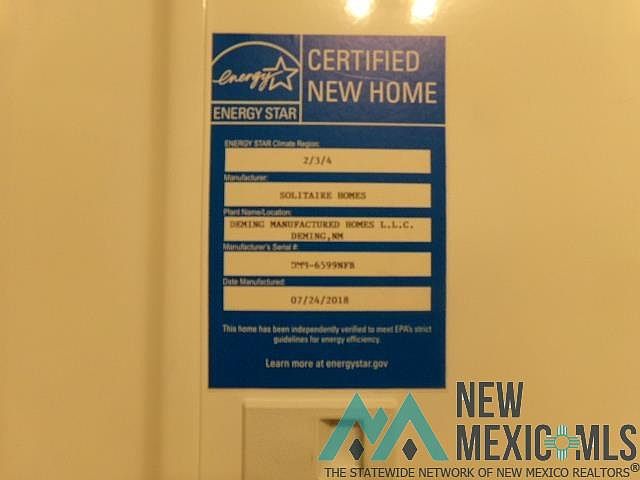 energy
ENERGY STAR
CERTIFIED
NEW HOME
ENERGY STAR Climate Region:
2/3/4
Manufacturer:
SOLITAIRE HOMES
Plant Name/Location:
DEMING MANUFACTURED HOMES L.L.C.
DEMING,NM
Manufacturer's Serial #:
DM9-6599NFB
Date Manufactured:
07/24/2018
This home has been independently verified to meet EPA's strict
guidelines for energy efficiency.
Learn more at energystar.gov
NEW
MEXICO MLS
THE STATEWIDE NETWORK OF NEW MEXICO REALTORS®